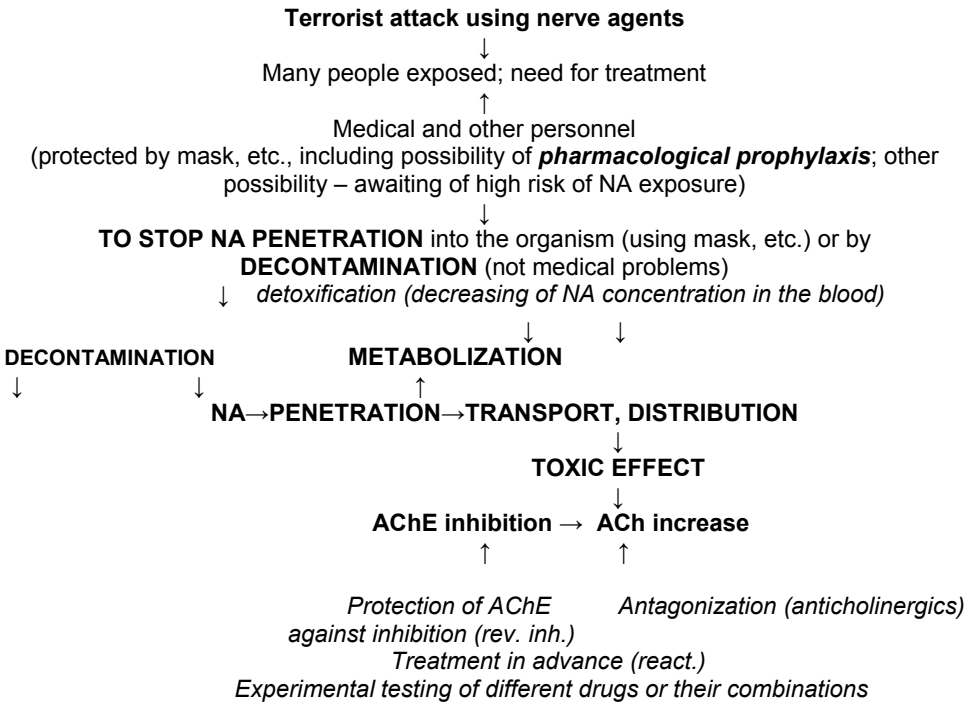 Terrorist attack using nerve agents
↓
Many people exposed; need for treatment
↑
Medical and other personnel
(protected by mask, etc., including possibility of pharmacological prophylaxis; other
possibility – awaiting of high risk of NA exposure)
↓
TO STOP NA PENETRATION into the organism (using mask, etc.) or by
DECONTAMINATION (not medical problems)
↓ detoxification (decreasing of NA concentration in the blood)
↓ ↓
DECONTAMINATION METABOLIZATION
↓ ↓ ↑
NA→PENETRATION→TRANSPORT, DISTRIBUTION
↓
TOXIC EFFECT
↓
AChE inhibition → ACh increase
↑ ↑
Protection of AChE Antagonization (anticholinergics)
against inhibition (rev. inh.)
Treatment in advance (react.)
Experimental testing of different drugs or their combinations